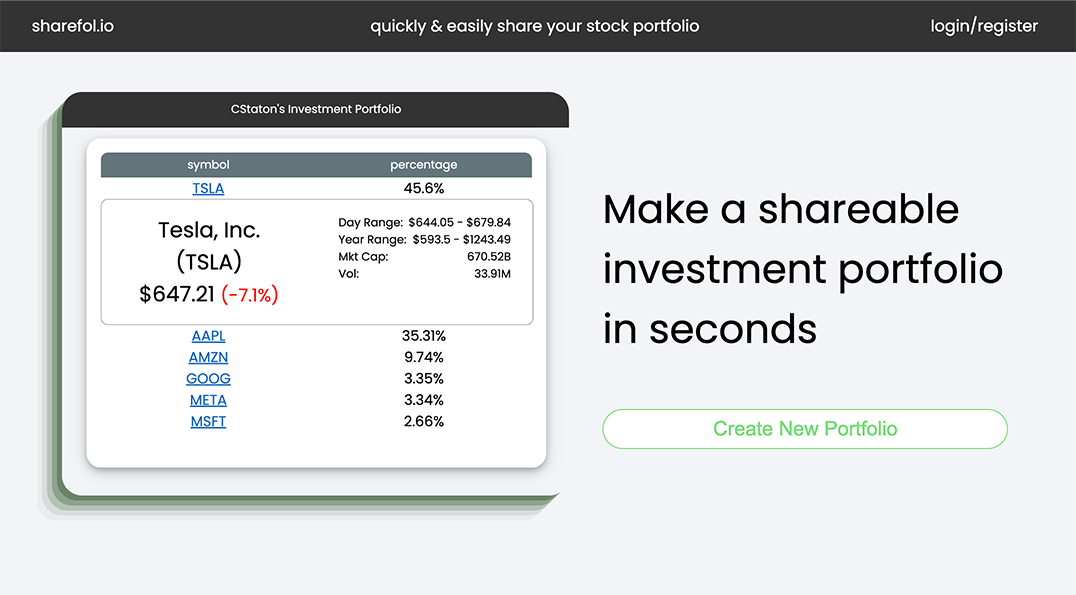 sharefol.io quickly & easily share your stock portfolio login/register
CStaton's Investment Portfolio
symbol percentage
TSLA 45.6%
Tesla, Inc.
(TSLA)
$647.21 (-7.1%)
Day Range: $644.05 - $679.84
Year Range: $593.5 - $1243.49
Mkt Cap: 670.52B
Vol: 33.91M
AAPL 35.31%
AMZN 9.74%
GOOG 3.35%
META 3.34%
MSFT 2.66%
Make a shareable
investment portfolio
in seconds
Create New Portfolio